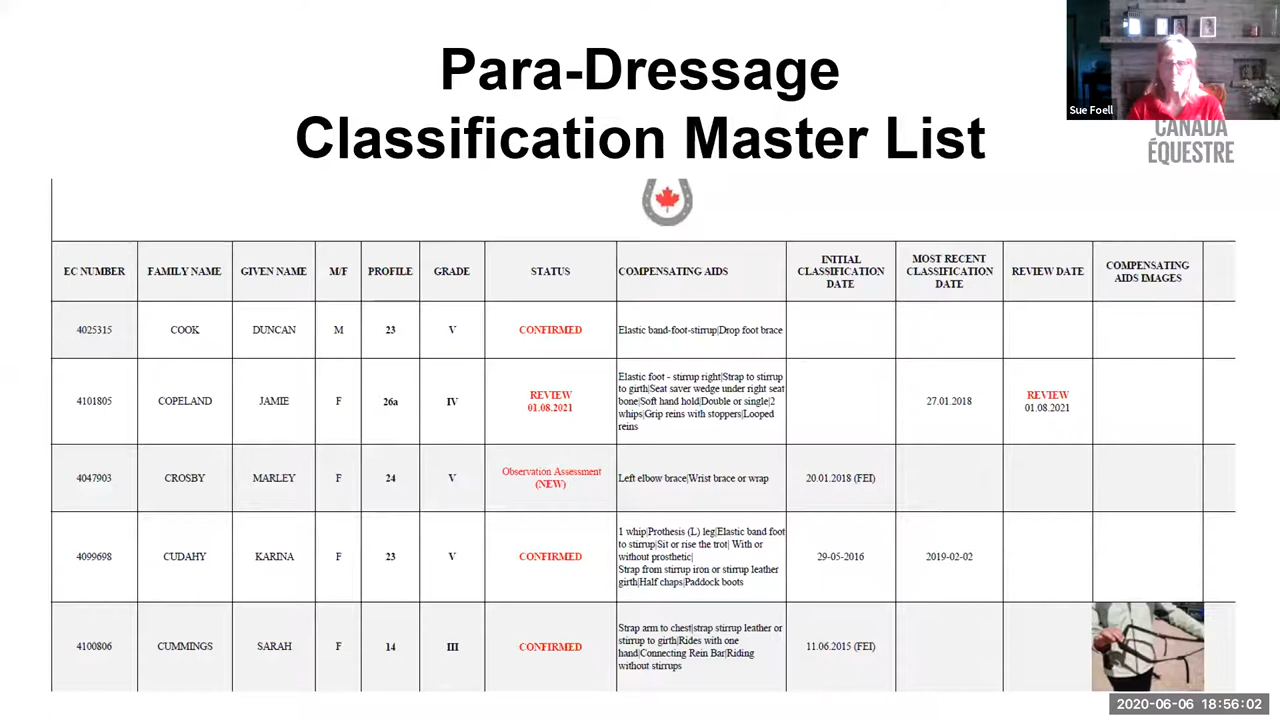 Para-Dressage
Classification Master List
Sue Foell
CANADA
ÉQUESTRE
EC NUMBER FAMILY NAME GIVEN NAME M/F PROFILE GRADE STATUS COMPENSATING AIDS INITIAL CLASSIFICATION DATE MOST RECENT CLASSIFICATION DATE REVIEW DATE COMPENSATING AIDS IMAGES
4025315 COOK DUNCAN M 23 V CONFIRMED Elastic band-foot-stirrup|Drop foot brace
4101805 COPELAND JAMIE F 26a IV REVIEW 01.08.2021
Elastic foot - stirrup right|Strap to stirrup
to girth|Seat saver wedge under right seat
bone|Soft hand hold|Double or single|2
whips|Grip reins with stoppers|Looped
reins
27.01.2018 REVIEW 01.08.2021
4047903 CROSBY MARLEY F 24 V Observation Assessment (NEW) Left elbow brace|Wrist brace or wrap 20.01.2018 (FEI)
4099698 CUDAHY KARINA F 23 V CONFIRMED
1 whip|Prothesis (L) leg|Elastic band foot
to stirrup|Sit or rise the trot| With or
without prosthetic|
Strap from stirrup iron or stirrup leather
girth|Half chaps|Paddock boots
29-05-2016 2019-02-02
4100806 CUMMINGS SARAH F 14 III CONFIRMED
Strap arm to chest|strap stirrup leather or
stirrup to girth|Rides with one
hand|Connecting Rein Bar|Riding
without stirrups
11.06.2015 (FEI)
2020-06-06 18:56:02